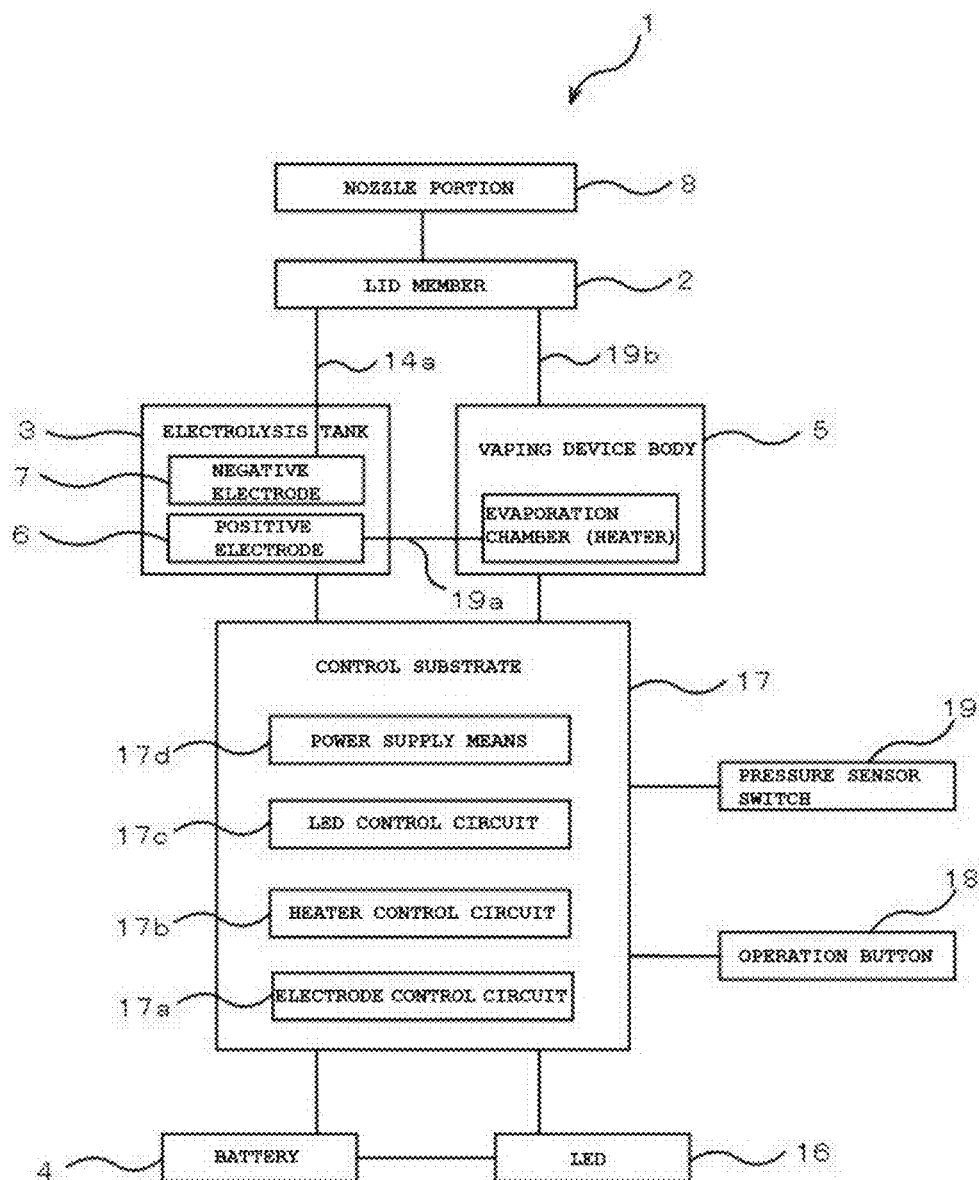 1
NOZZLE PORTION
8
LID MEMBER
2
14a
19b
3
ELECTROLYSIS TANK
VAPING DEVICE BODY
5
7
NEGATIVE
ELECTRODE
6
POSITIVE
ELECTRODE
EVAPORATION
CHAMBER (HEATER)
19a
CONTROL SUBSTRATE
17
17d
POWER SUPPLY MEANS
19
PRESSURE SENSOR
SWITCH
17c
LED CONTROL CIRCUIT
17b
HEATER CONTROL CIRCUIT
18
OPERATION BUTTON
17a
ELECTRODE CONTROL CIRCUIT
4
BATTERY
LED
16